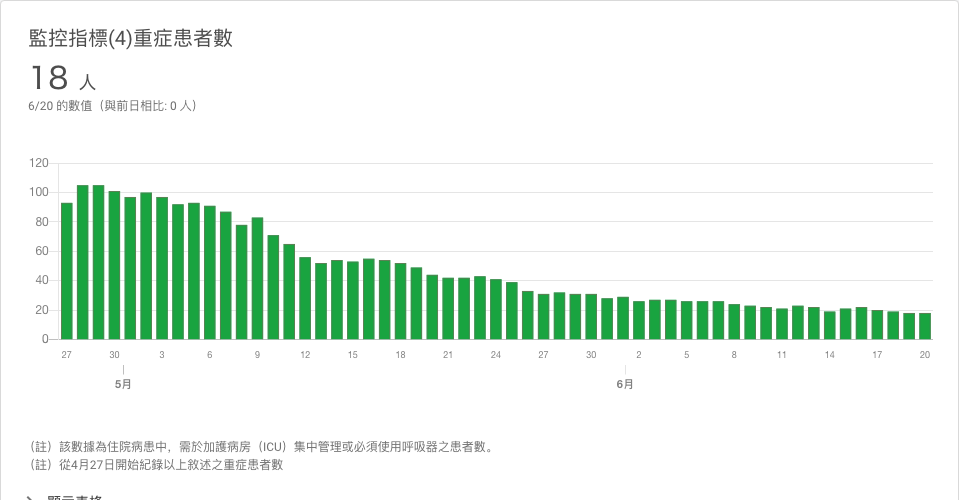 監控指標(4)重症患者數
18 人
6/20 的數值（與前日相比: 0 人）
120
100
80
60
40
20
0
27 30 3 6 9 12 15 18 21 24 27 30 2 5 8 11 14 17 20
5月 6月
（註）該數據為住院病患中，需於加護病房（ICU）集中管理或必須使用呼吸器之患者數。
（註）從4月27日開始紀錄以上敘述之重症患者數
顯示表格